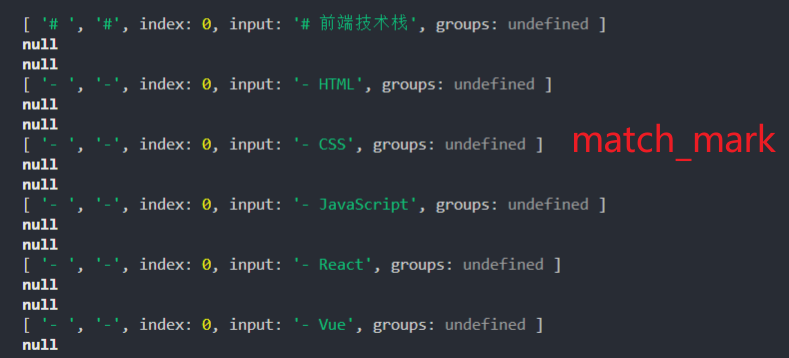 [ '# ', '#', index: 0, input: '# 前端技术栈', groups: undefined ]
null
null
[ '- ', '-', index: 0, input: '- HTML', groups: undefined ]
null
null
[ '- ', '-', index: 0, input: '- CSS', groups: undefined ] match_mark
null
null
[ '- ', '-', index: 0, input: '- JavaScript', groups: undefined ]
null
null
[ '- ', '-', index: 0, input: '- React', groups: undefined ]
null
null
[ '- ', '-', index: 0, input: '- Vue', groups: undefined ]
null